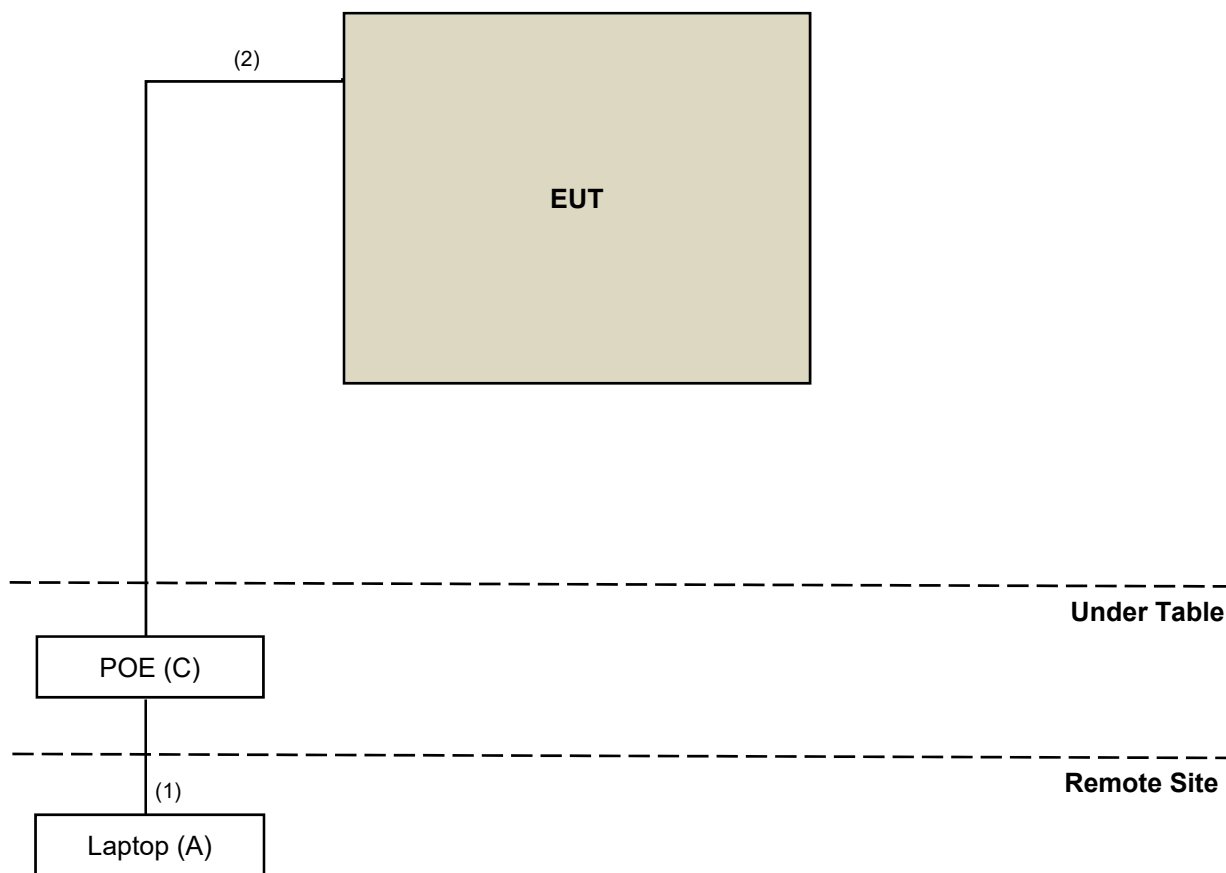 (2)
EUT
Under Table
POE (C)
Remote Site
(1)
Laptop (A)